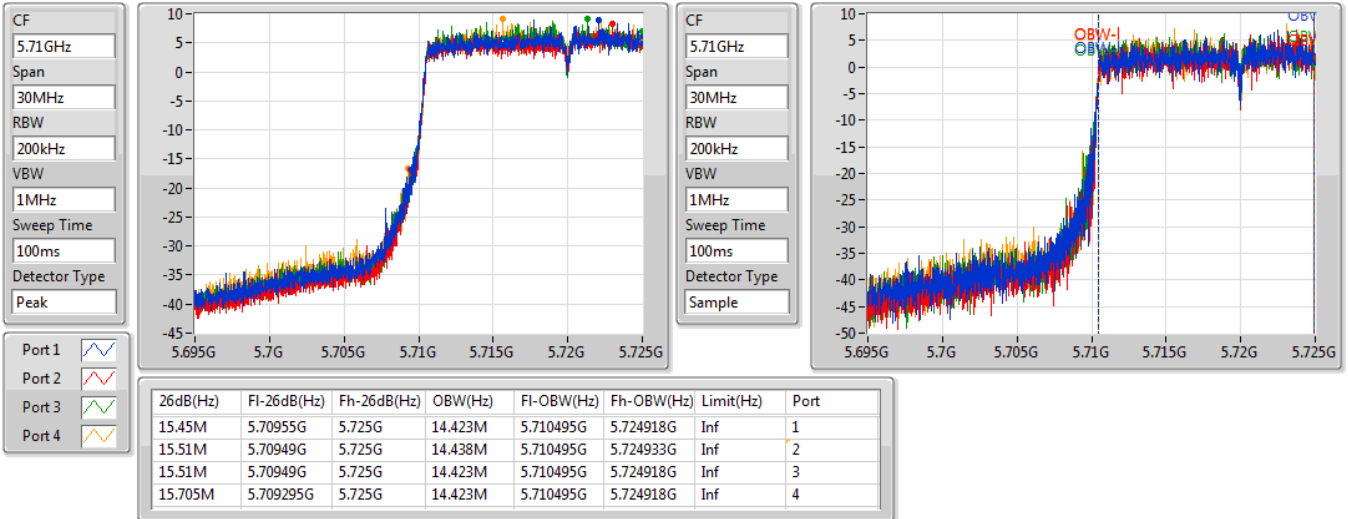 CF
5.71GHz
Span
30MHz
RBW
200kHz
VBW
1MHz
Sweep Time
100ms
Detector Type
Peak
10
5
0
-5
-10
-15
-20
-25
-30
-35
-40
-45
5.695G 5.7G 5.705G 5.71G 5.715G 5.72G 5.725G
CF
5.71GHz
Span
30MHz
RBW
200kHz
VBW
1MHz
Sweep Time
100ms
Detector Type
Sample
10
5
0
-5
-10
-15
-20
-25
-30
-35
-40
-45
-50
OBW-l
5.695G 5.7G 5.705G 5.71G 5.715G 5.72G 5.725G
Port 1
Port 2
Port 3
Port 4
26dB(Hz) Fl-26dB(Hz) Fh-26dB(Hz) OBW(Hz) Fl-OBW(Hz) Fh-OBW(Hz) Limit(Hz) Port
15.45M 5.70955G 5.725G 14.423M 5.710495G 5.724918G Inf 1
15.51M 5.70949G 5.725G 14.438M 5.710495G 5.724933G Inf 2
15.51M 5.70949G 5.725G 14.423M 5.710495G 5.724918G Inf 3
15.705M 5.709295G 5.725G 14.423M 5.710495G 5.724918G Inf 4